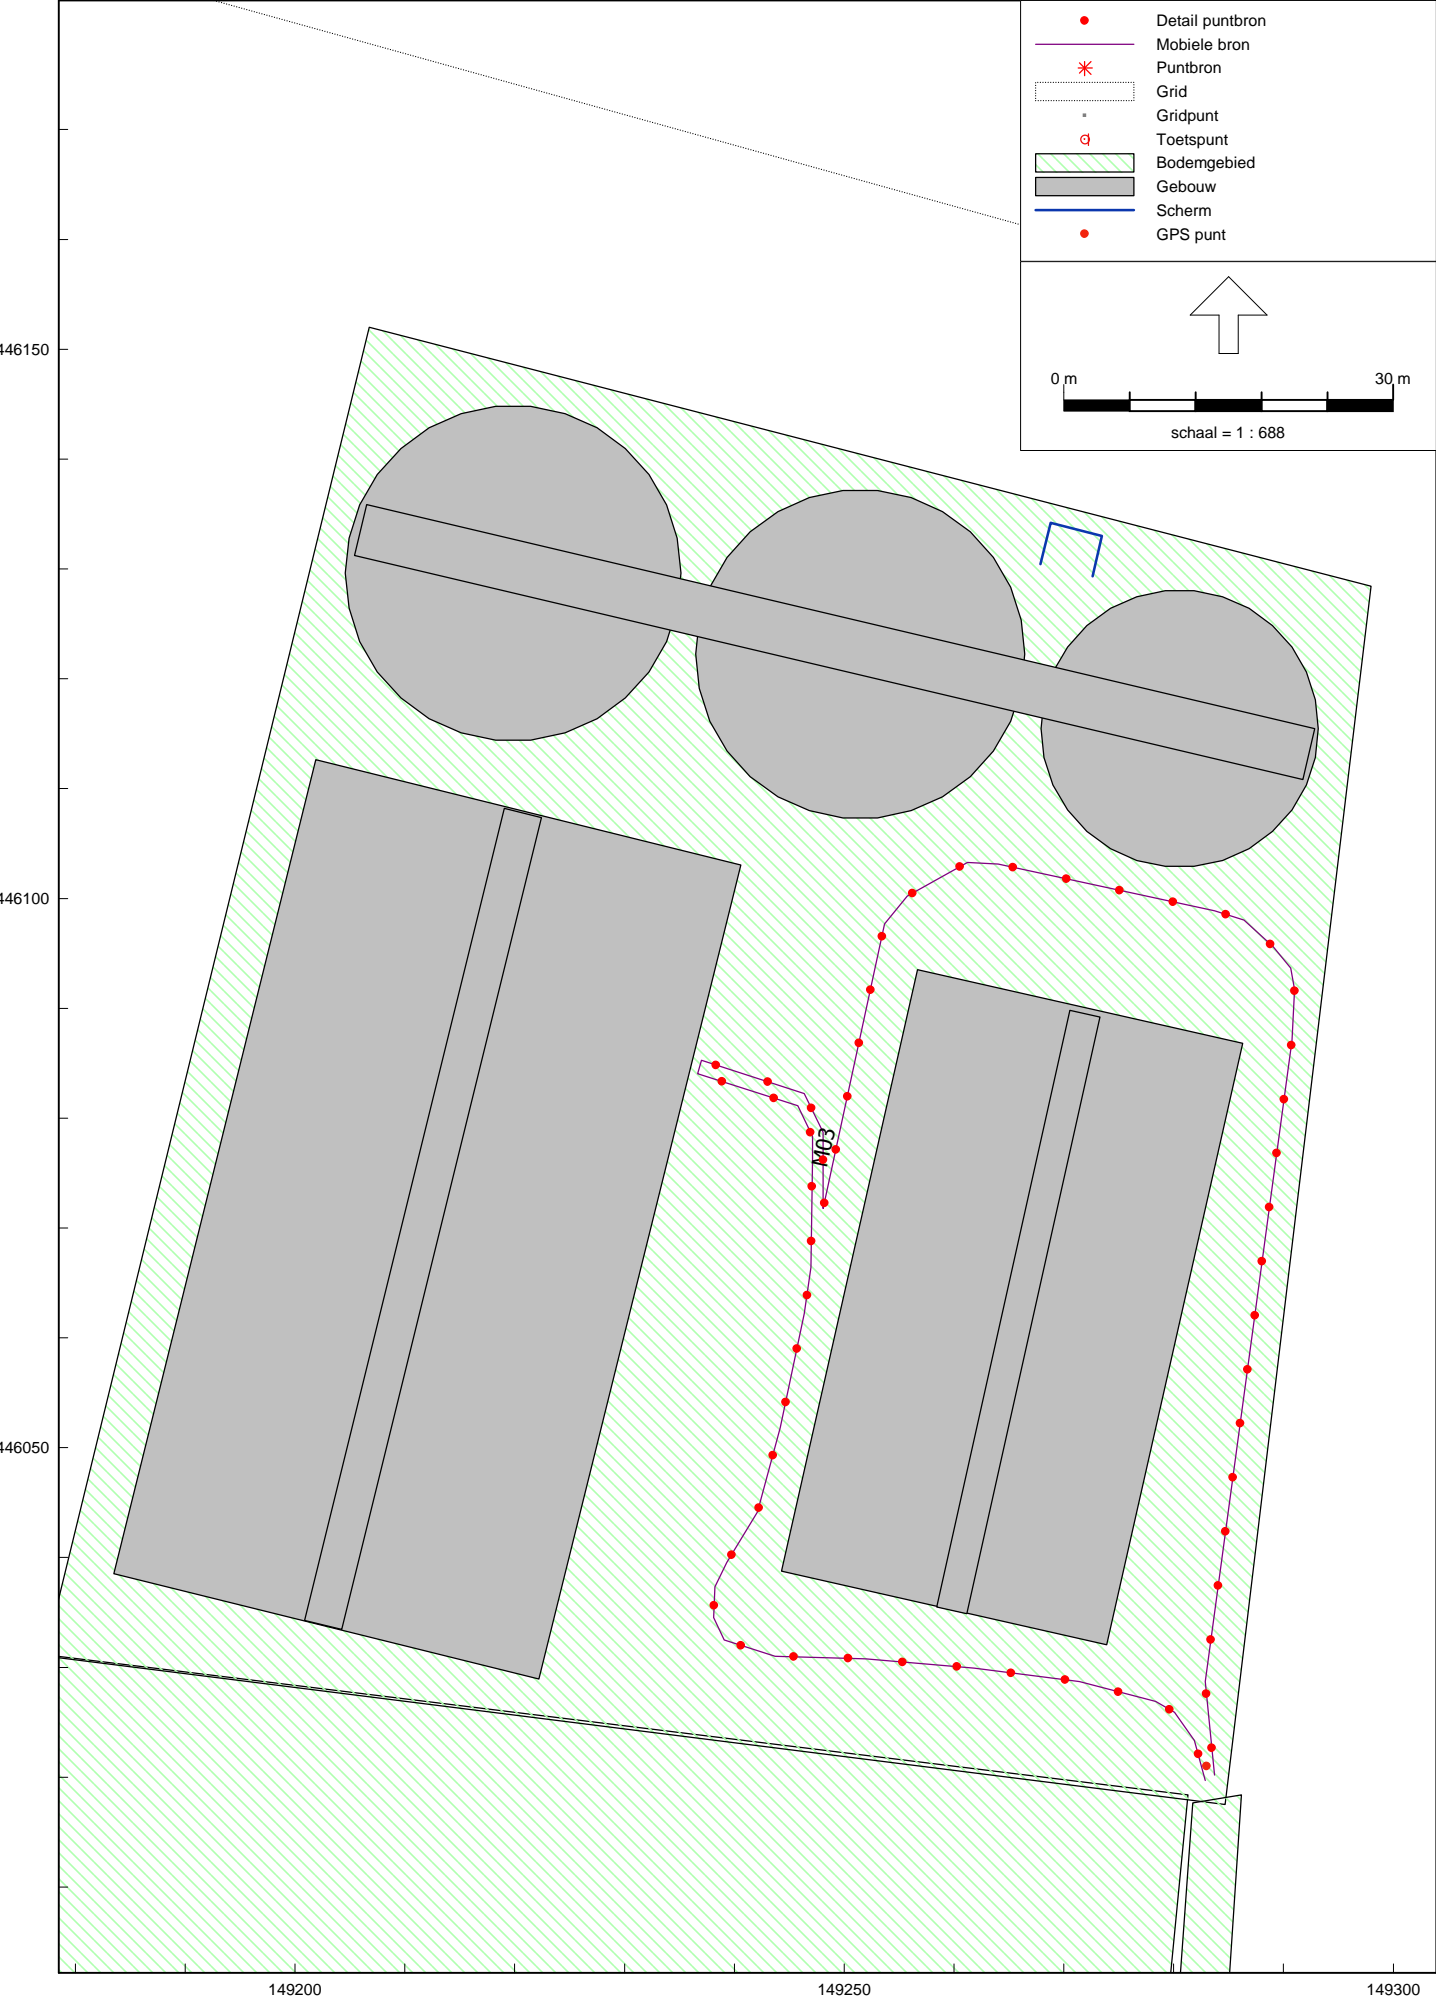 Detail puntbron
Mobiele bron
Puntbron
Grid
Gridpunt
Toetspunt
Bodemgebied
Gebouw
Scherm
GPS punt
0 m 30 m
schaal = 1 : 688
446150
446100
M03
446050
149200 149250 149300